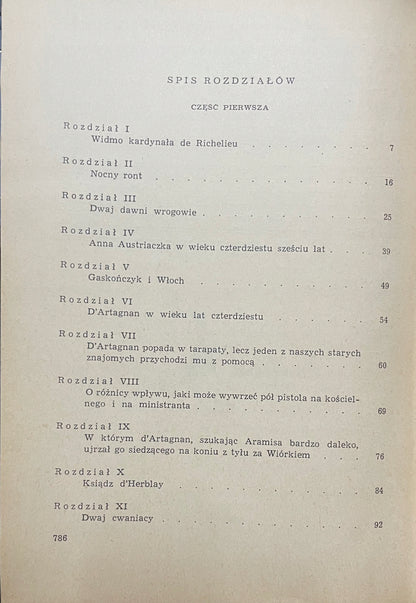 SPIS ROZDZIAŁÓW
CZĘŚĆ PIERWSZA
Rozdział I
Widmo kardynała de Richelieu . . . . . . . 7
Rozdział II
Nocny ront . . . . . . . . . . . . 16
Rozdział III
Dwaj dawni wrogowie . . . . . . . . . . 25
Rozdział IV
Anna Austriaczka w wieku czterdziestu sześciu lat . . . 39
Rozdział V
Gaskończyk i Włoch . . . . . . . . . . 49
Rozdział VI
D'Artagnan w wieku lat czterdziestu . . . . . . 54
Rozdział VII
D'Artagnan popada w tarapaty, lecz jeden z naszych starych
znajomych przychodzi mu z pomocą . . . . . . 60
Rozdział VIII
O różnicy wpływu, jaki może wywrzeć pół pistola na kościel-
nego i na ministranta . . . . . . . . . 69
Rozdział IX
W którym d'Artagnan, szukając Aramisa bardzo daleko,
ujrzał go siedzącego na koniu z tyłu za Wiórkiem . . . 76
Rozdział X
Ksiądz d'Herblay . . . . . . . . . . . 84
Rozdział XI
Dwaj cwaniacy . . . . . . . . . . . . 92
786